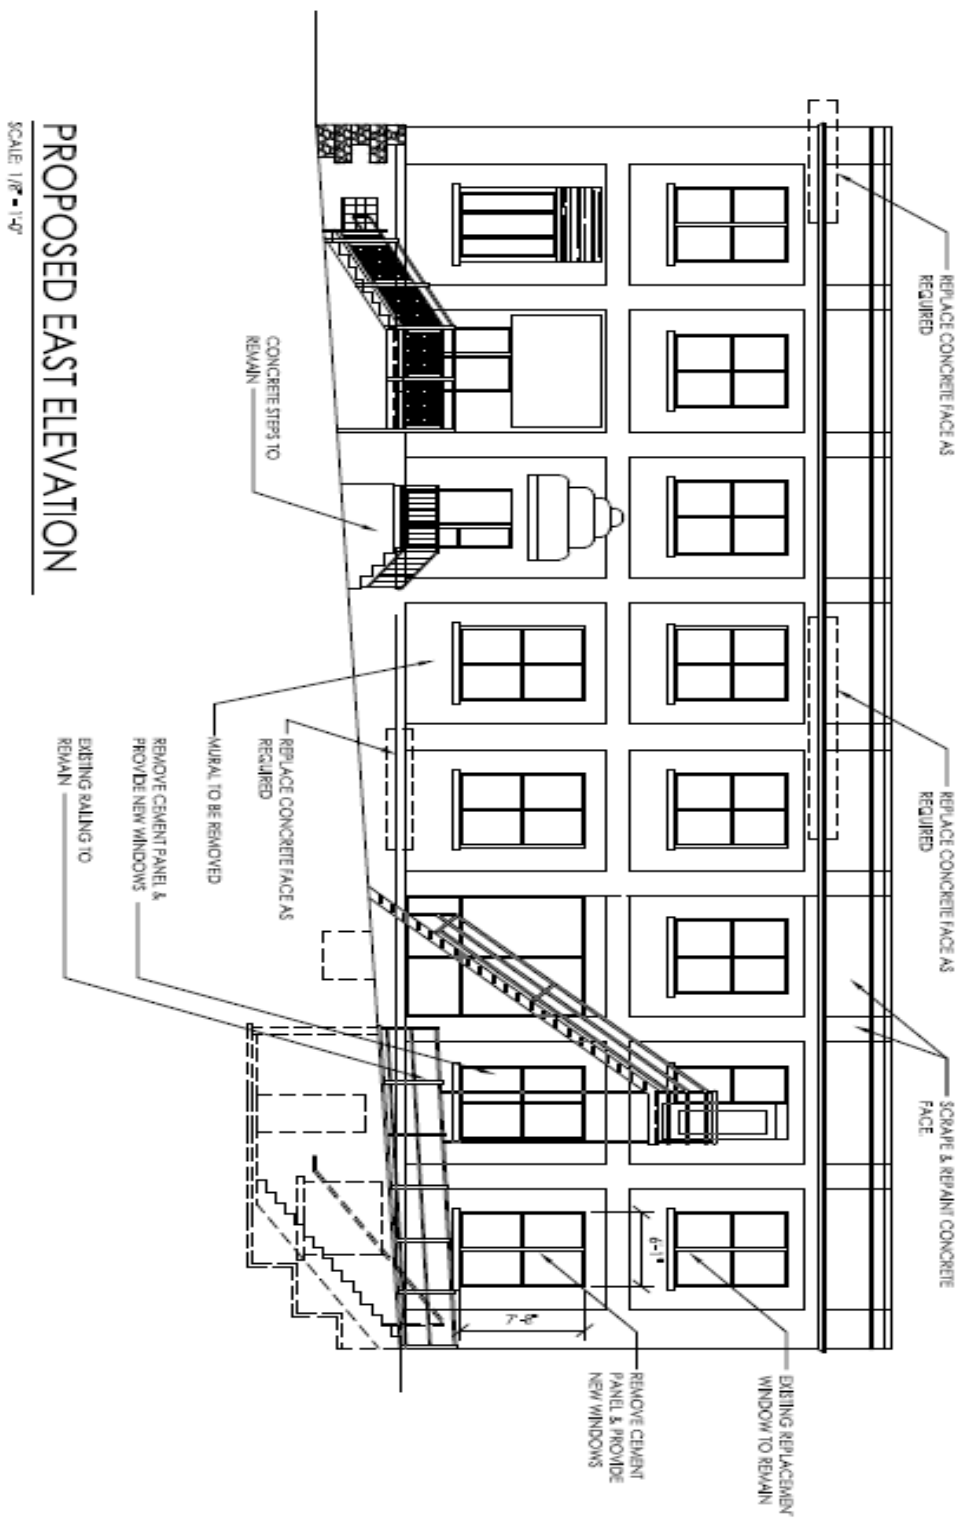 REPLACE CONCRETE FACE AS
REQUIRED
REPLACE CONCRETE FACE AS
REQUIRED
SCRAPE & REPAINT CONCRETE
FACE.
EXISTING REPLACEMEN
WINDOW TO REMAIN
6'-1"
REMOVE CEMENT
PANEL & PROVIDE
NEW WINDOWS
CONCRETE STEPS TO
REMAIN
REPLACE CONCRETE FACE AS
REQUIRED
MURAL TO BE REMOVED
REMOVE CEMENT PANEL &
PROVIDE NEW WINDOWS
EXISTING RAILING TO
REMAIN
PROPOSED EAST ELEVATION
SCALE: 1/8" = 1'-0"